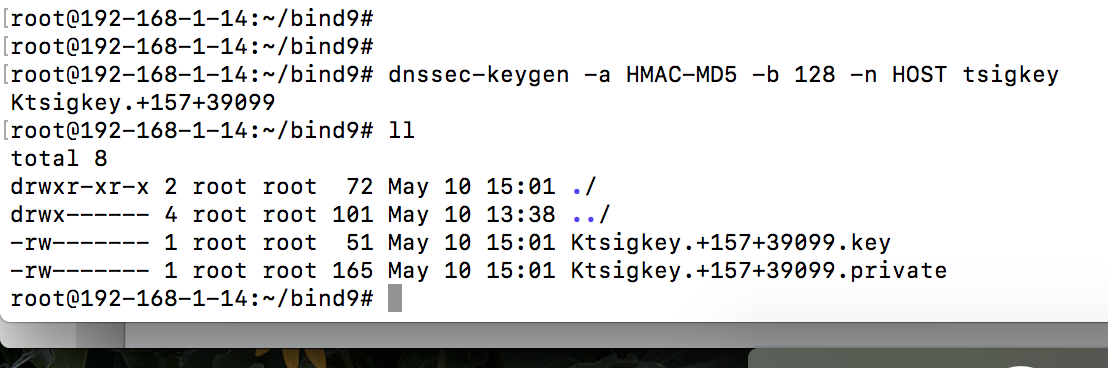 [root@192-168-1-14:~/bind9#
[root@192-168-1-14:~/bind9#
[root@192-168-1-14:~/bind9# dnssec-keygen -a HMAC-MD5 -b 128 -n HOST tsigkey
Ktsigkey.+157+39099
[root@192-168-1-14:~/bind9# ll
total 8
drwxr-xr-x 2 root root  72 May 10 15:01 ./
drwx------ 4 root root 101 May 10 13:38 ../
-rw------- 1 root root  51 May 10 15:01 Ktsigkey.+157+39099.key
-rw------- 1 root root 165 May 10 15:01 Ktsigkey.+157+39099.private
root@192-168-1-14:~/bind9#